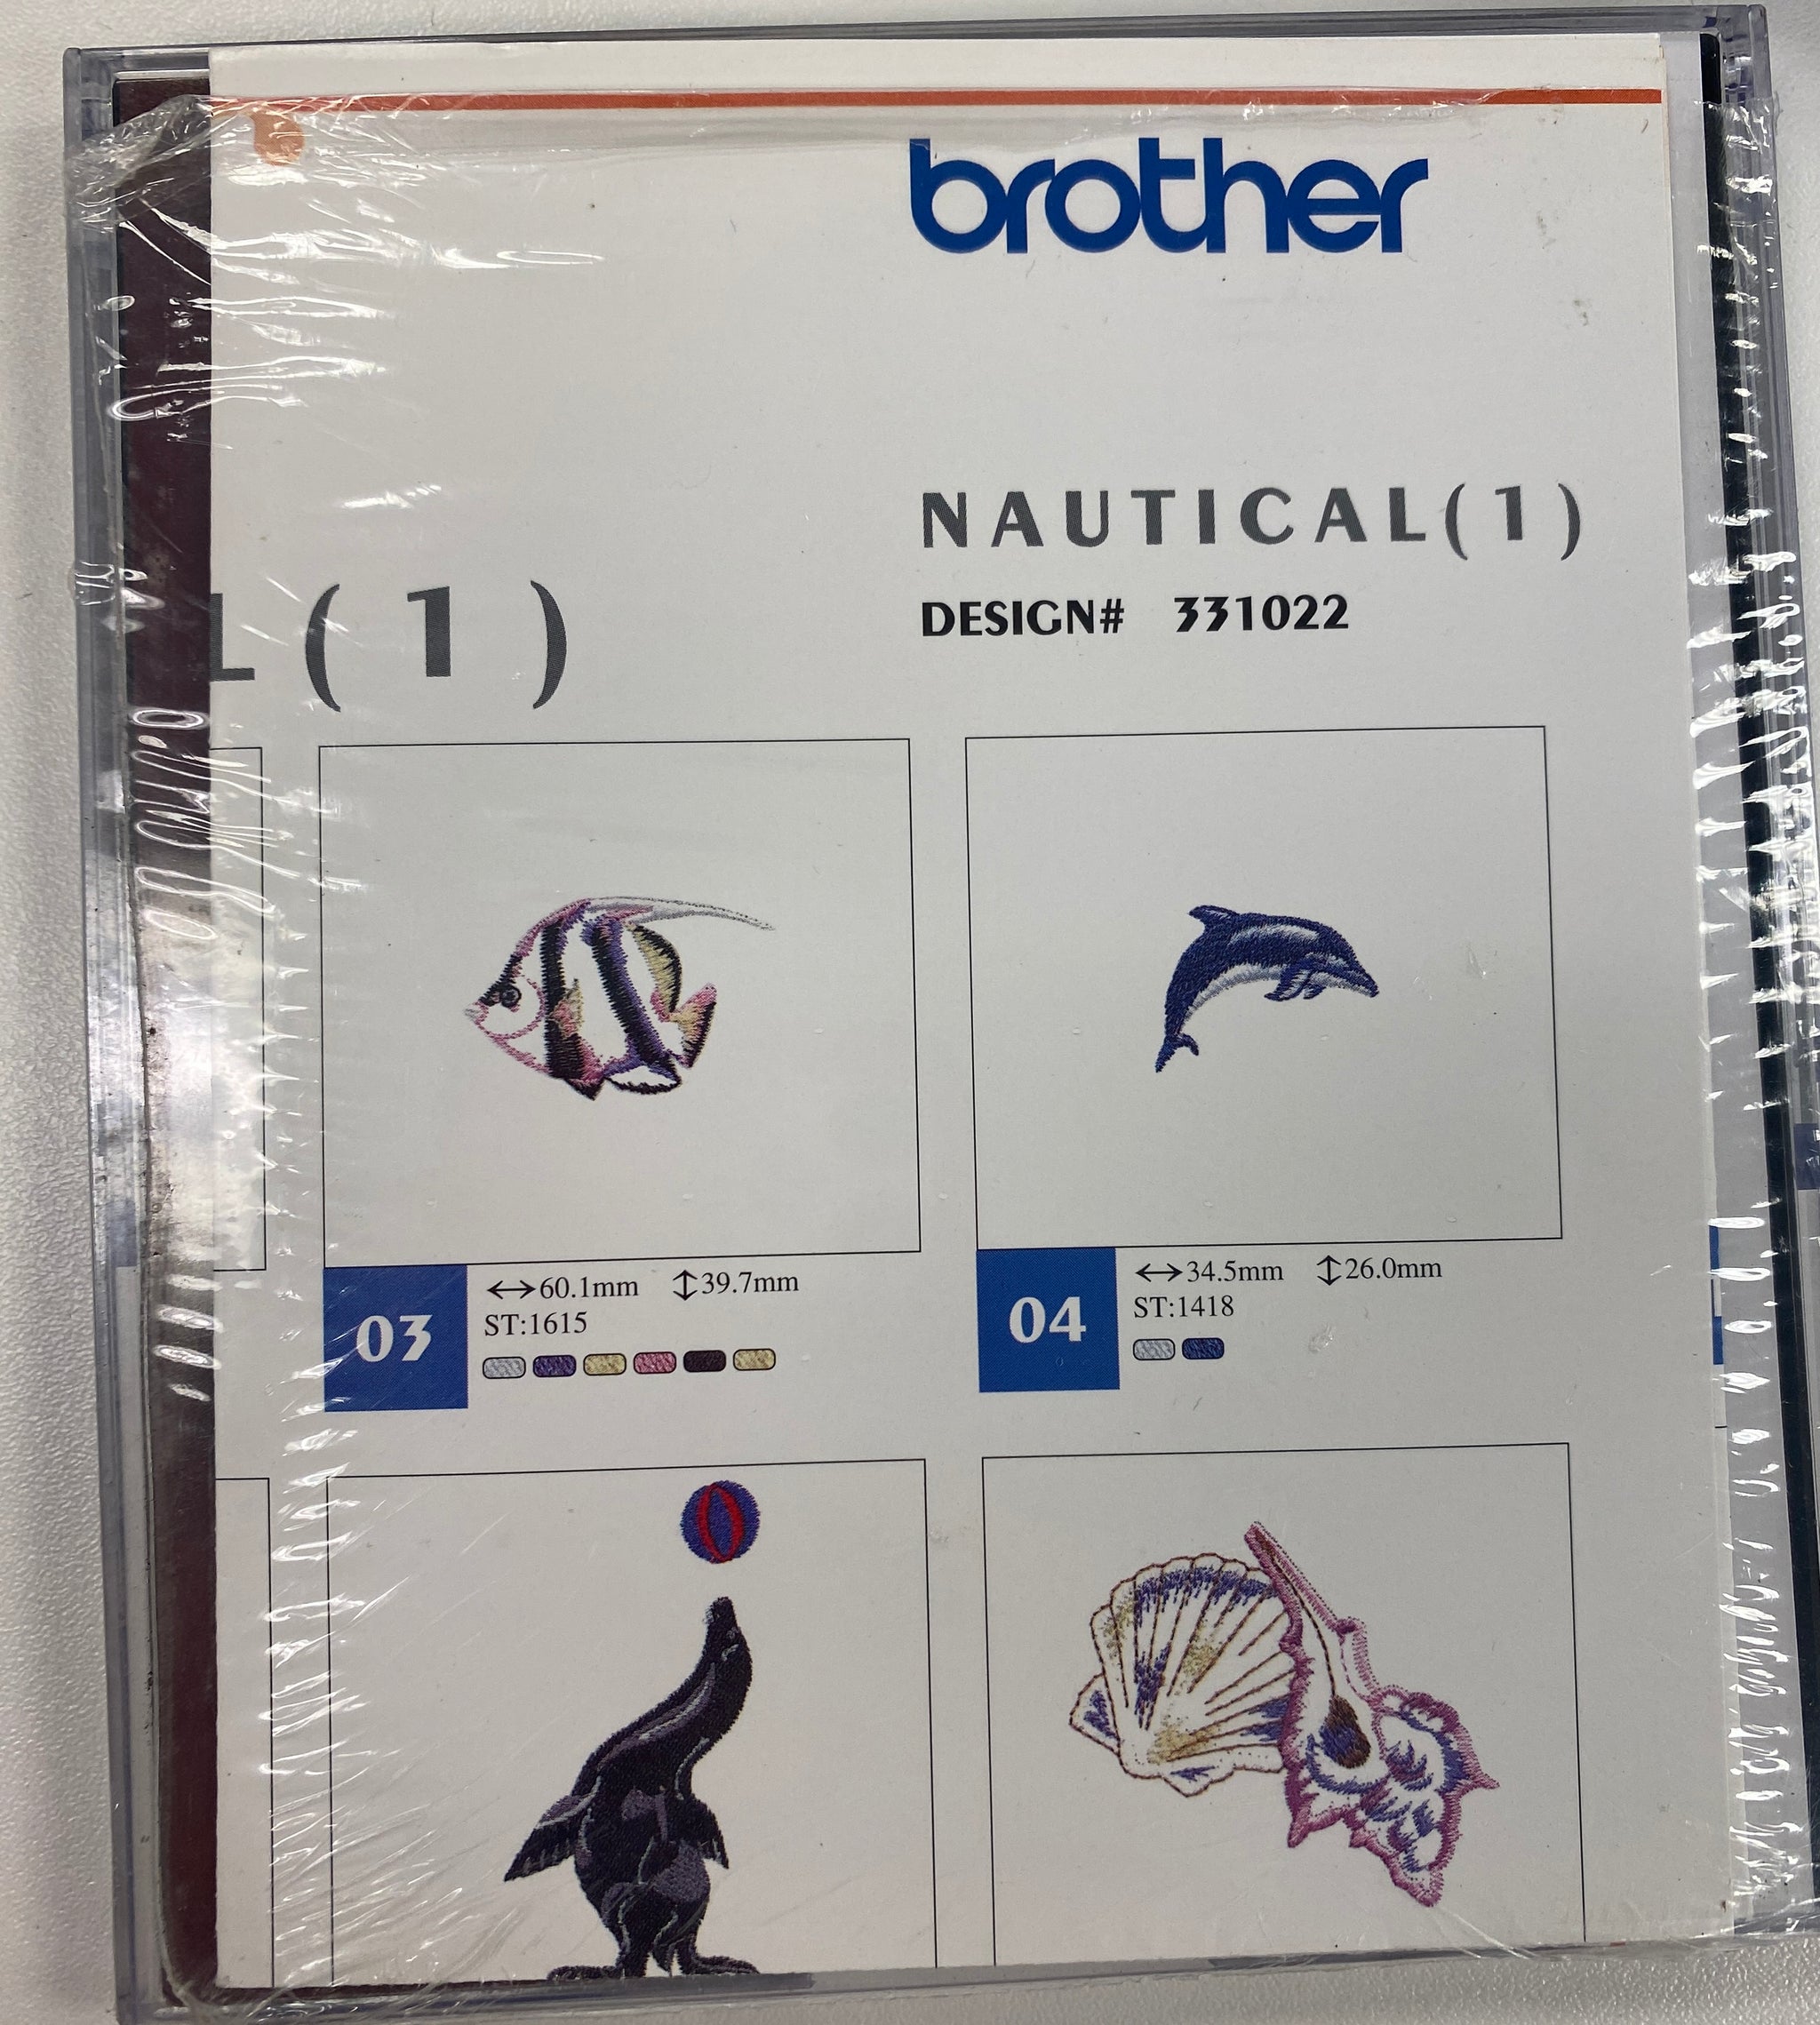 brother
NAUTICAL(1)
DESIGN# 331022
L(1)
03
↔60.1mm ↕39.7mm
ST:1615
04
↔34.5mm ↕26.0mm
ST:1418